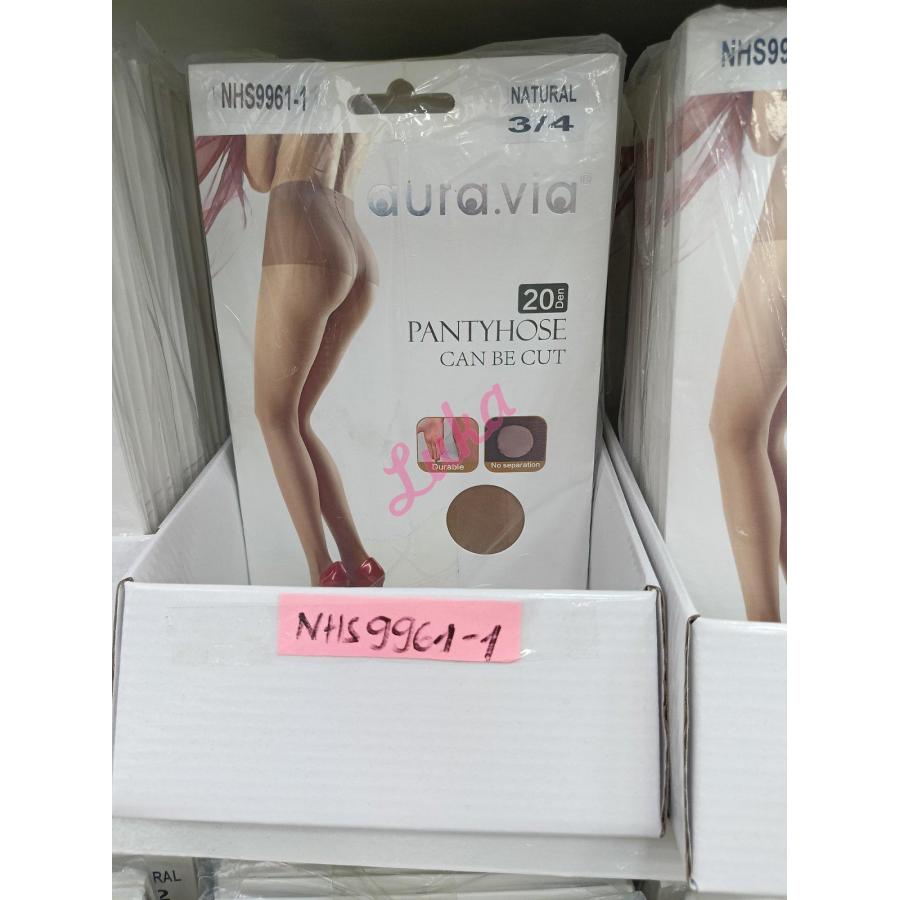 NHS9961-1
NATURAL
3/4
aura.via®
20 Den
PANTYHOSE
CAN BE CUT
Durable
No separation
Luka
NHS9961-1
NHS99
RAL
2